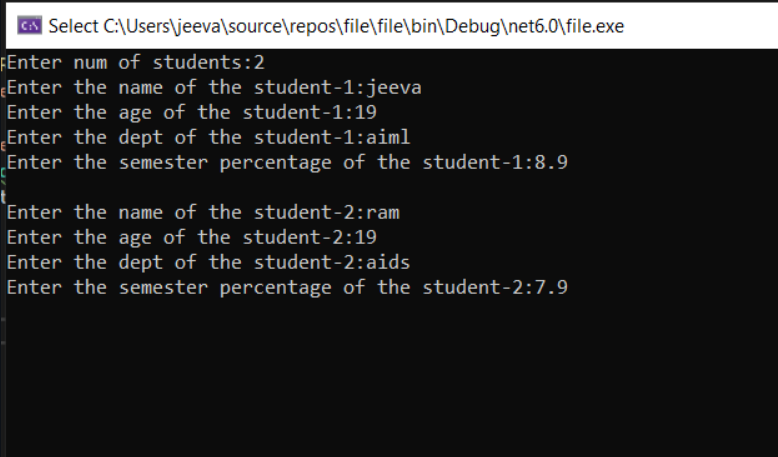 Select C:\Users\jeeva\source\repos\file\file\bin\Debug\net6.0\file.exe
Enter num of students:2
Enter the name of the student-1:jeeva
Enter the age of the student-1:19
Enter the dept of the student-1:aiml
Enter the semester percentage of the student-1:8.9
Enter the name of the student-2:ram
Enter the age of the student-2:19
Enter the dept of the student-2:aids
Enter the semester percentage of the student-2:7.9